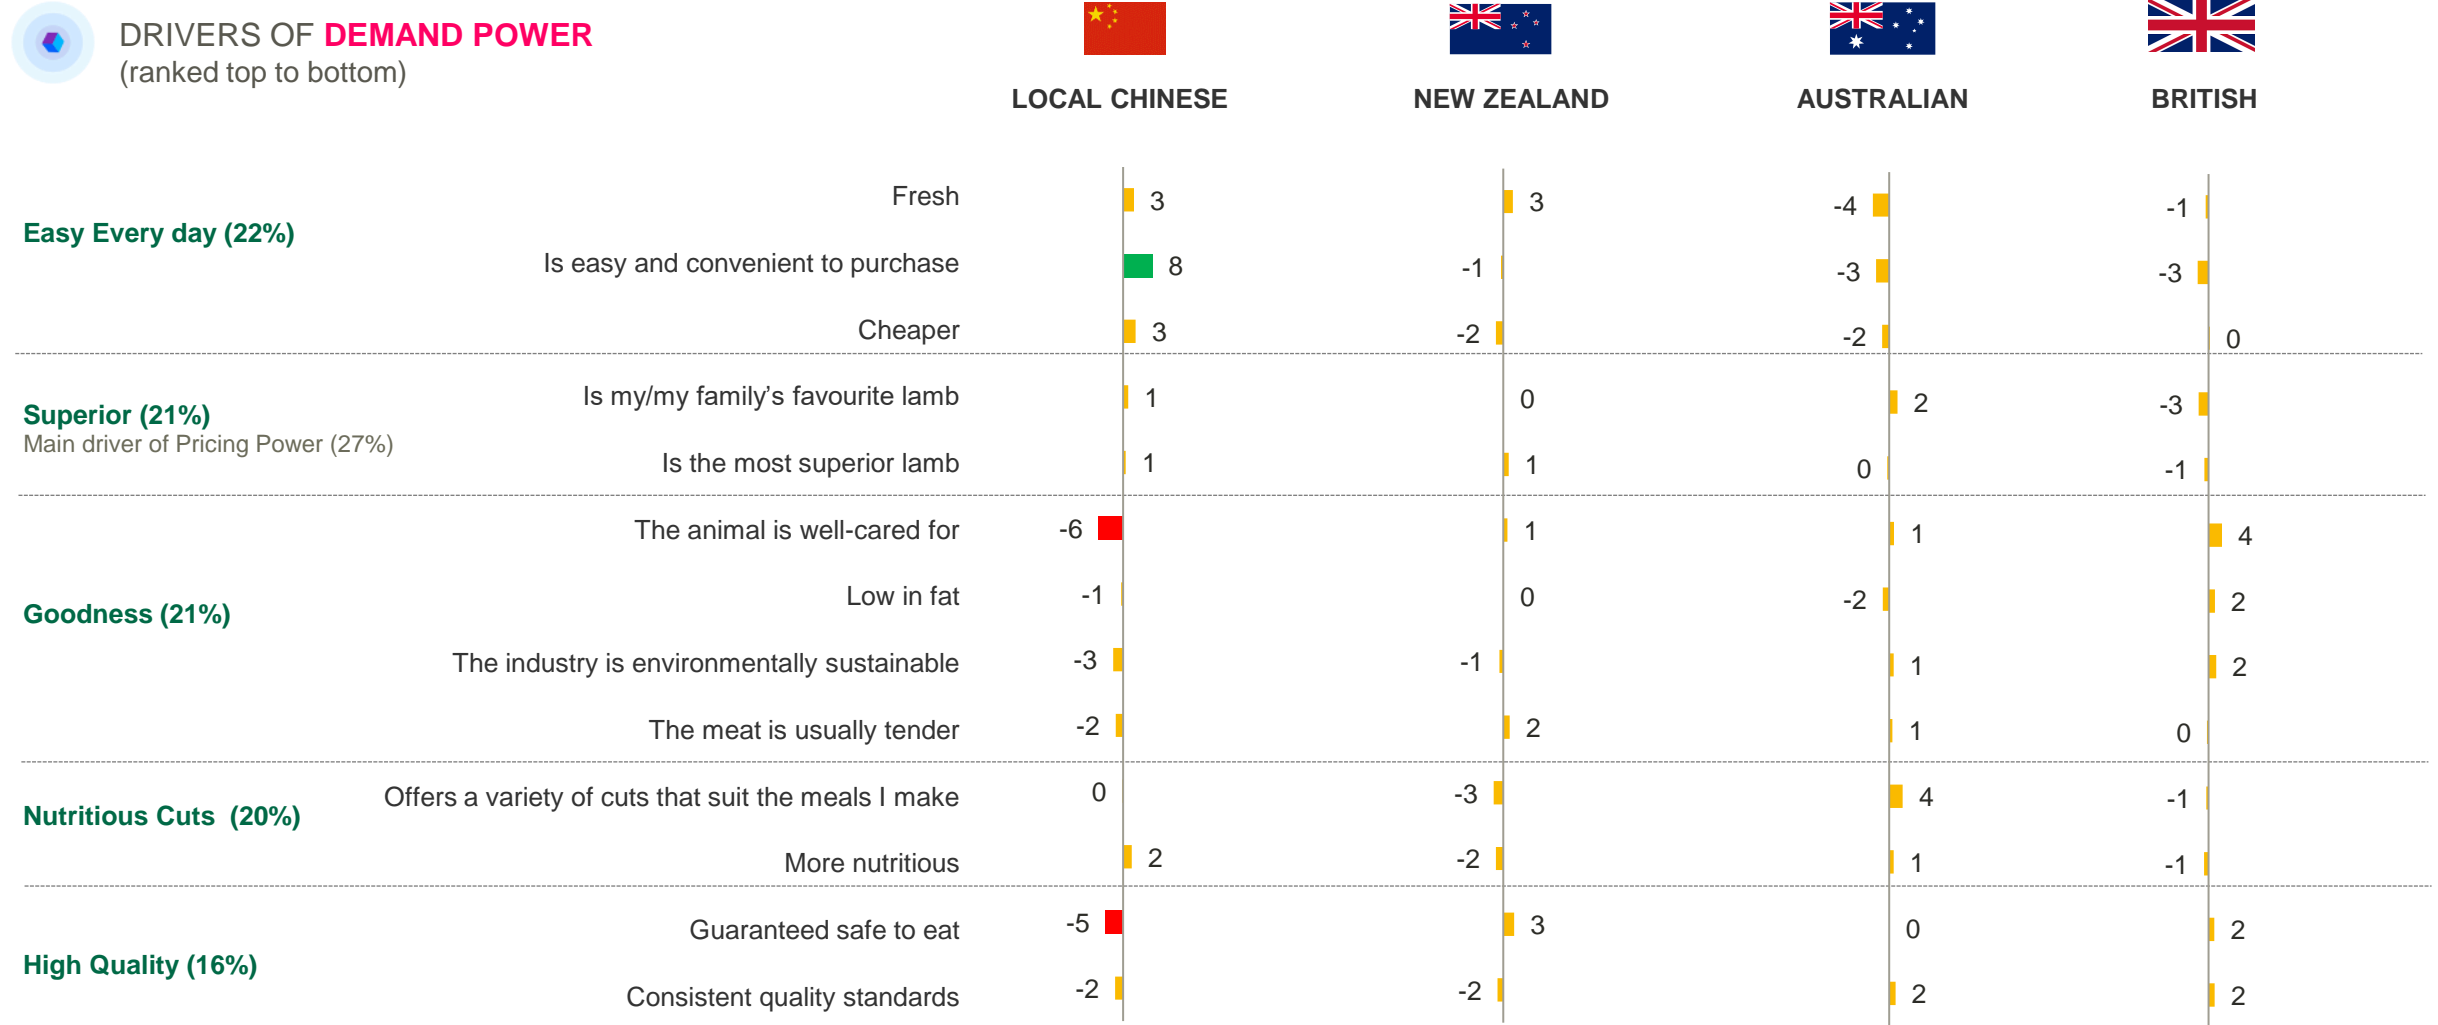 DRIVERS OF DEMAND POWER
(ranked top to bottom)
LOCAL CHINESE NEW ZEALAND AUSTRALIAN BRITISH
Easy Every day (22%)
Fresh 3 3 -4 -1
Is easy and convenient to purchase 8 -1 -3 -3
Cheaper 3 -2 -2 0
Superior (21%)
Main driver of Pricing Power (27%)
Is my/my family’s favourite lamb 1 0 2 -3
Is the most superior lamb 1 1 0 -1
Goodness (21%)
The animal is well-cared for -6 1 1 4
Low in fat -1 0 -2 2
The industry is environmentally sustainable -3 -1 1 2
The meat is usually tender -2 2 1 0
Nutritious Cuts (20%)
Offers a variety of cuts that suit the meals I make 0 -3 4 -1
More nutritious 2 -2 1 -1
High Quality (16%)
Guaranteed safe to eat -5 3 0 2
Consistent quality standards -2 -2 2 2